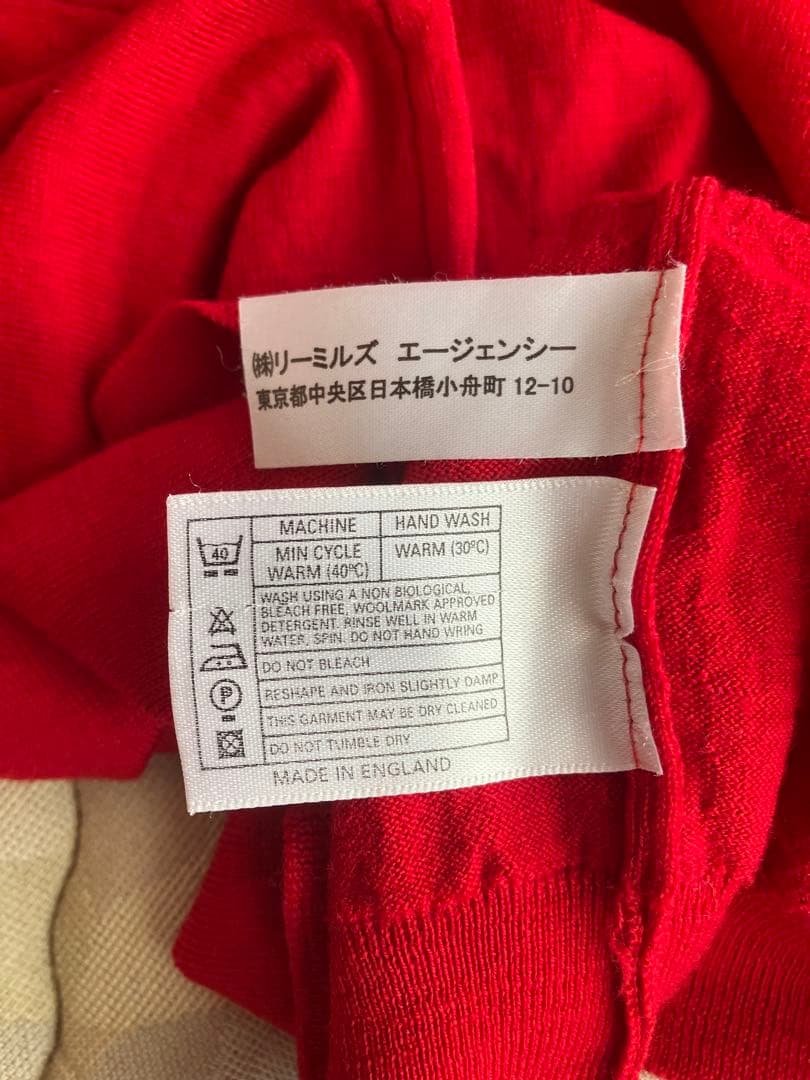 ㈱リーミルズ エージェンシー
東京都中央区日本橋小舟町 12-10
MACHINE HAND WASH
40
MIN CYCLE WARM (30ºC)
WARM (40ºC)
WASH USING A NON BIOLOGICAL,
BLEACH FREE, WOOLMARK APPROVED
DETERGENT. RINSE WELL IN WARM
WATER, SPIN. DO NOT HAND WRING
DO NOT BLEACH
RESHAPE AND IRON SLIGHTLY DAMP
P
THIS GARMENT MAY BE DRY CLEANED
DO NOT TUMBLE DRY
MADE IN ENGLAND